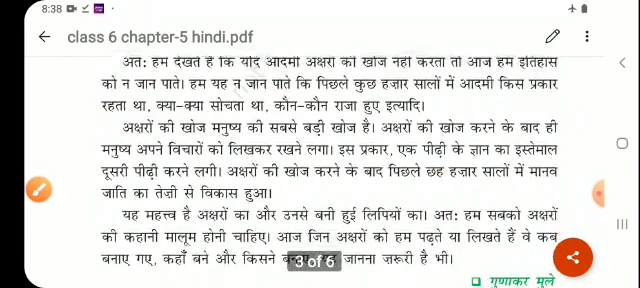 8:38
class 6 chapter-5 hindi.pdf
अतः हम देखते हैं कि यदि आदमी अक्षरों की खोज नहीं करता तो आज हम इतिहास
को न जान पाते। हम यह न जान पाते कि पिछले कुछ हज़ार सालों में आदमी किस प्रकार
रहता था, क्या-क्या सोचता था, कौन-कौन राजा हुए इत्यादि।
अक्षरों की खोज मनुष्य की सबसे बड़ी खोज है। अक्षरों की खोज करने के बाद ही
मनुष्य अपने विचारों को लिखकर रखने लगा। इस प्रकार, एक पीढ़ी के ज्ञान का इस्तेमाल
दूसरी पीढ़ी करने लगी। अक्षरों की खोज करने के बाद पिछले छह हज़ार सालों में मानव
जाति का तेज़ी से विकास हुआ।
यह महत्त्व है अक्षरों का और उनसे बनी हुई लिपियों का। अतः हम सबको अक्षरों
की कहानी मालूम होनी चाहिए। आज जिन अक्षरों को हम पढ़ते या लिखते हैं वे कब
बनाए गए, कहाँ बने और किसने जानना ज़रूरी है भी।
3 of 6
गुणाकर मुले